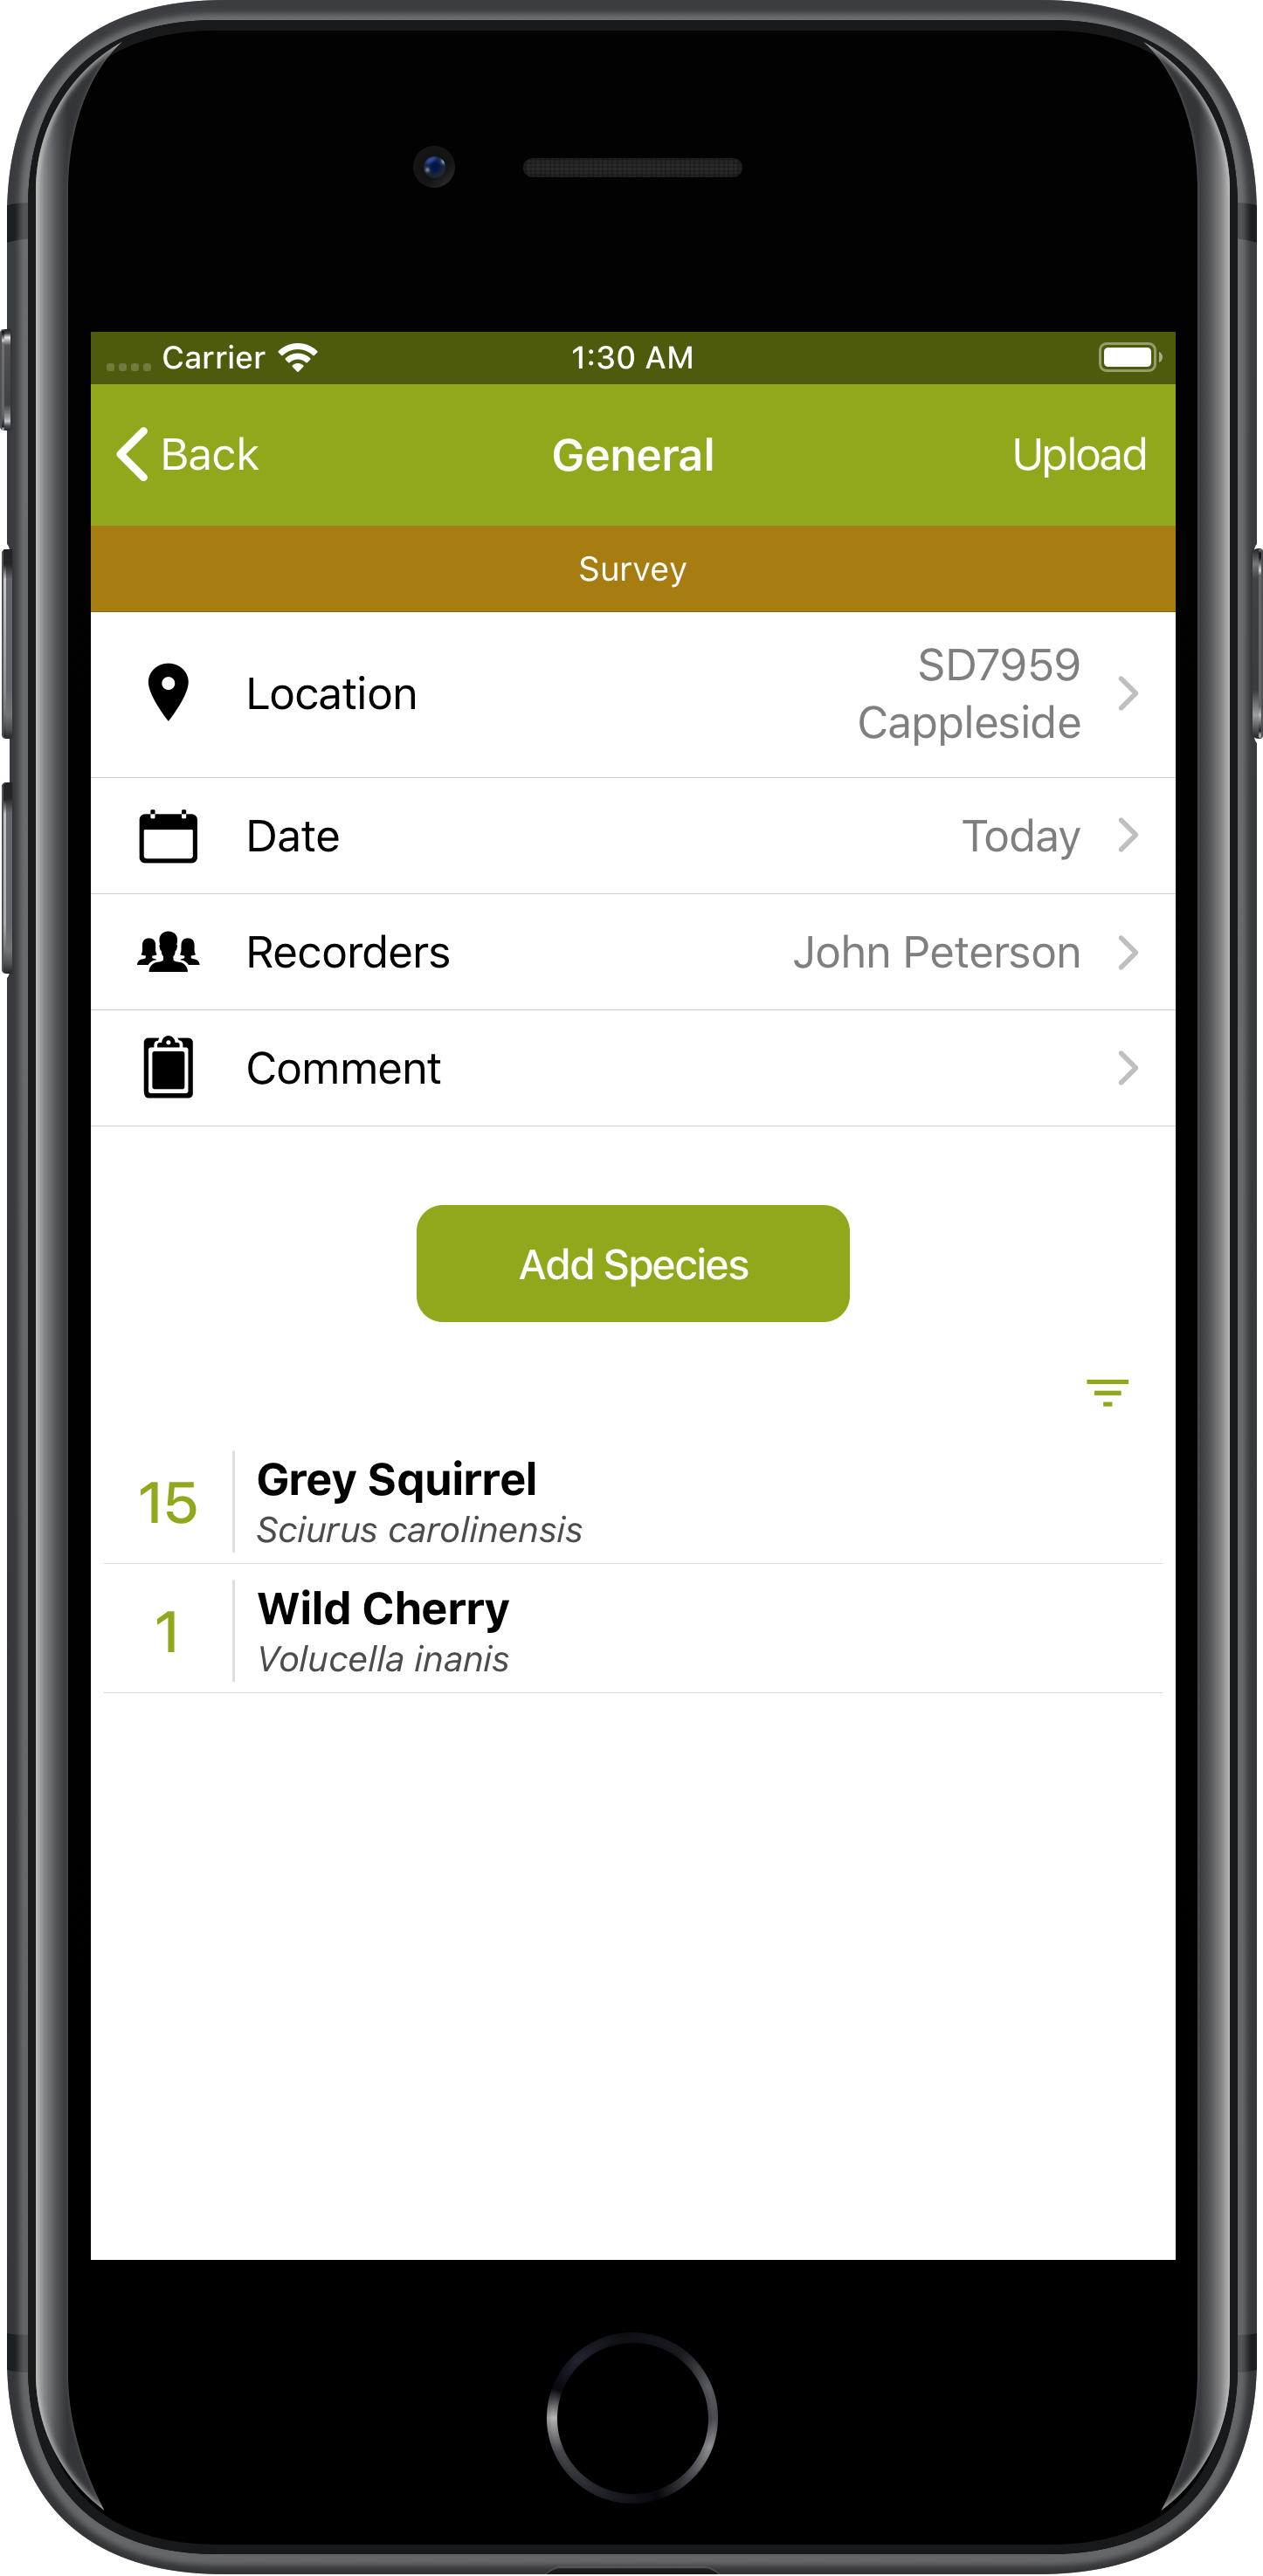 Carrier 1:30 AM
Back General Upload
Survey
Location SD7959
Cappleside
Date Today
Recorders John Peterson
Comment
Add Species
15 Grey Squirrel
Sciurus carolinensis
1 Wild Cherry
Volucella inanis